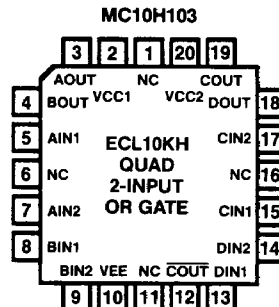 MC10H103
3 2 1 20 19
AOUT NC COUT
4 BOUT VCC1 VCC2 DOUT 18
5 AIN1 CIN2 17
ECL10KH
6 NC QUAD NC 16
2-INPUT
7 AIN2 OR GATE CIN1 15
8 BIN1 DIN2 14
BIN2 VEE NC COUT DIN1
9 10 11 12 13